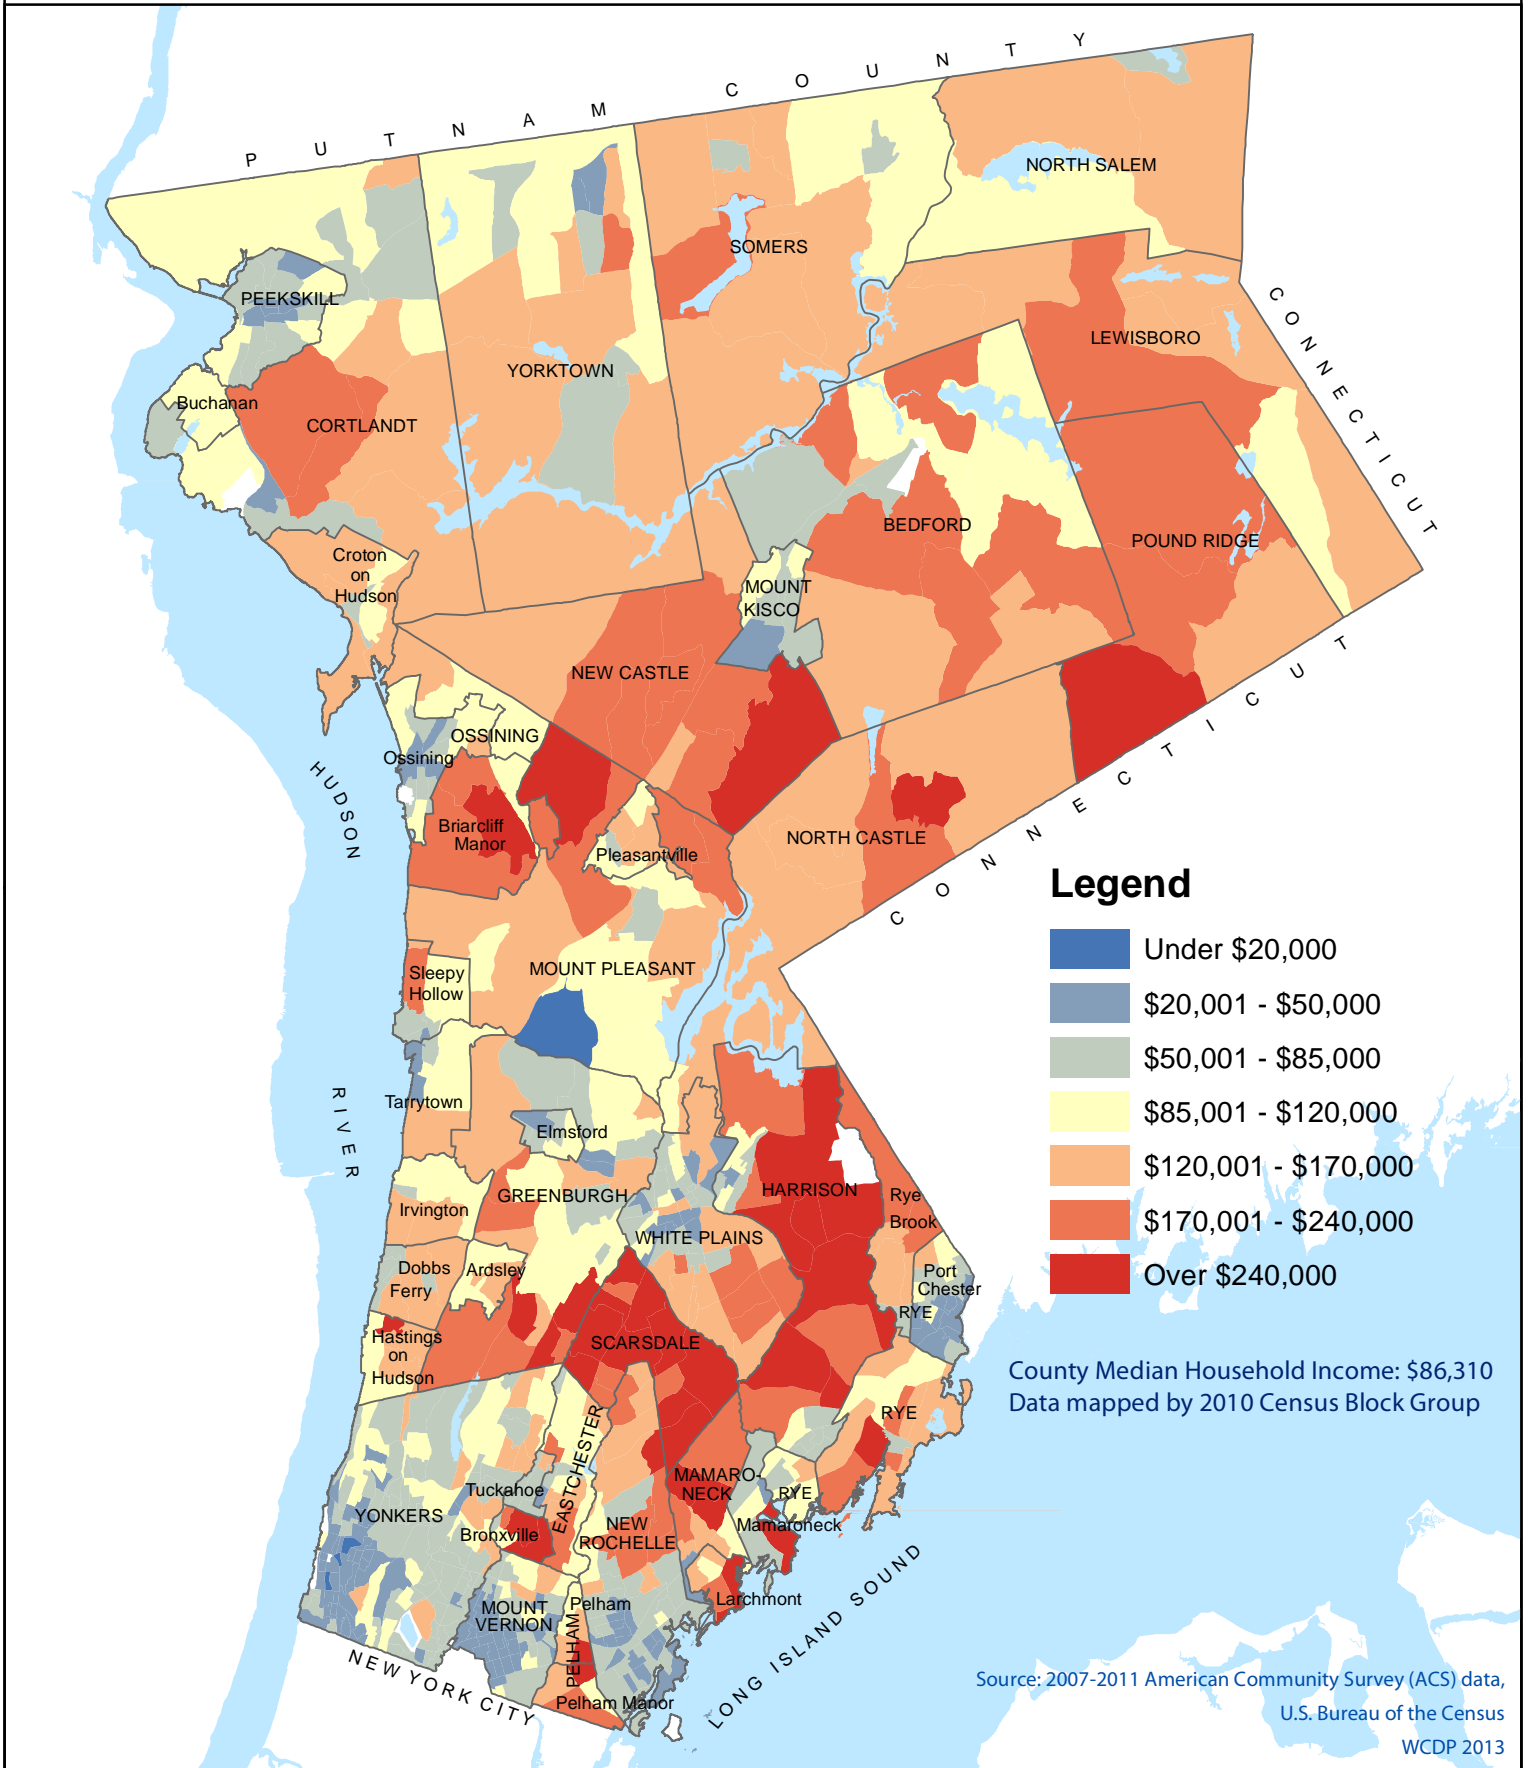 PUTNAM COUNTY
NORTH SALEM
SOMERS
PEEKSKILL
CONNECTICUT
LEWISBORO
YORKTOWN
Buchanan
CORTLANDT
BEDFORD
POUND RIDGE
Croton
on
Hudson
MOUNT
KISCO
NEW CASTLE
CONNECTICUT
OSSINING
Ossining
HUDSON
RIVER
Briarcliff
Manor
NORTH CASTLE
Pleasantville
Legend
Under $20,000
$20,001 - $50,000
$50,001 - $85,000
$85,001 - $120,000
$120,001 - $170,000
$170,001 - $240,000
Over $240,000
Sleepy
Hollow
MOUNT PLEASANT
Tarrytown
Elmsford
GREENBURGH
HARRISON
Rye
Brook
Irvington
WHITE PLAINS
Dobbs
Ferry
Ardsley
Port
Chester
RYE
Hastings
on
Hudson
SCARSDALE
County Median Household Income: $86,310
Data mapped by 2010 Census Block Group
RYE
EASTCHESTER
MAMARO-
NECK
Tuckahoe
RYE
YONKERS
Bronxville
NEW
ROCHELLE
Mamaroneck
Larchmont
MOUNT
VERNON
Pelham
PELHAM
Pelham Manor
NEW YORK CITY
LONG ISLAND SOUND
Source: 2007-2011 American Community Survey (ACS) data,
U.S. Bureau of the Census
WCDP 2013